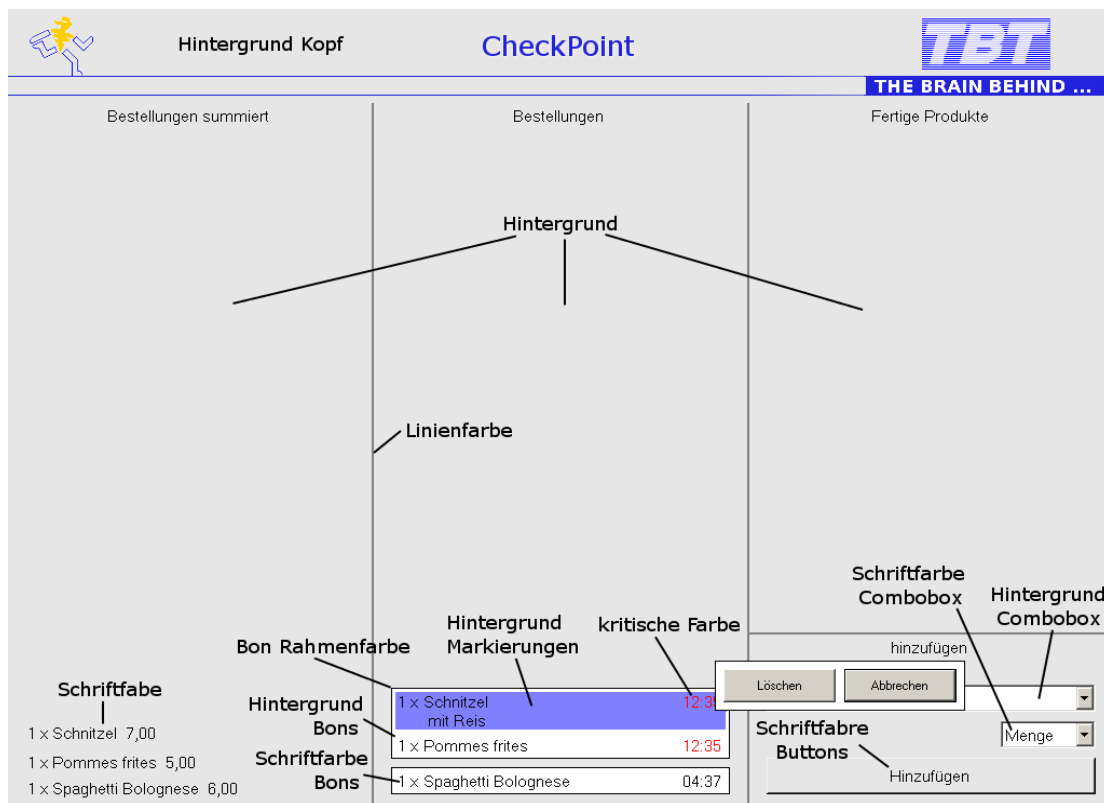 Hintergrund Kopf
CheckPoint
TBT
THE BRAIN BEHIND ...
Bestellungen summiert
Bestellungen
Fertige Produkte
Hintergrund
Linienfarbe
Schriftfarbe
Combobox
Hintergrund
Combobox
Hintergrund
Markierungen
kritische Farbe
Bon Rahmenfarbe
hinzufügen
Löschen
Abbrechen
Schriftfabe
Hintergrund
Bons
1 x Schnitzel 12:35
mit Reis
1 x Pommes frites 12:35
Schriftfarbe
Bons
1 x Spaghetti Bolognese 04:37
1 x Schnitzel 7,00
1 x Pommes frites 5,00
1 x Spaghetti Bolognese 6,00
Schriftfabre
Buttons
Menge
Hinzufügen